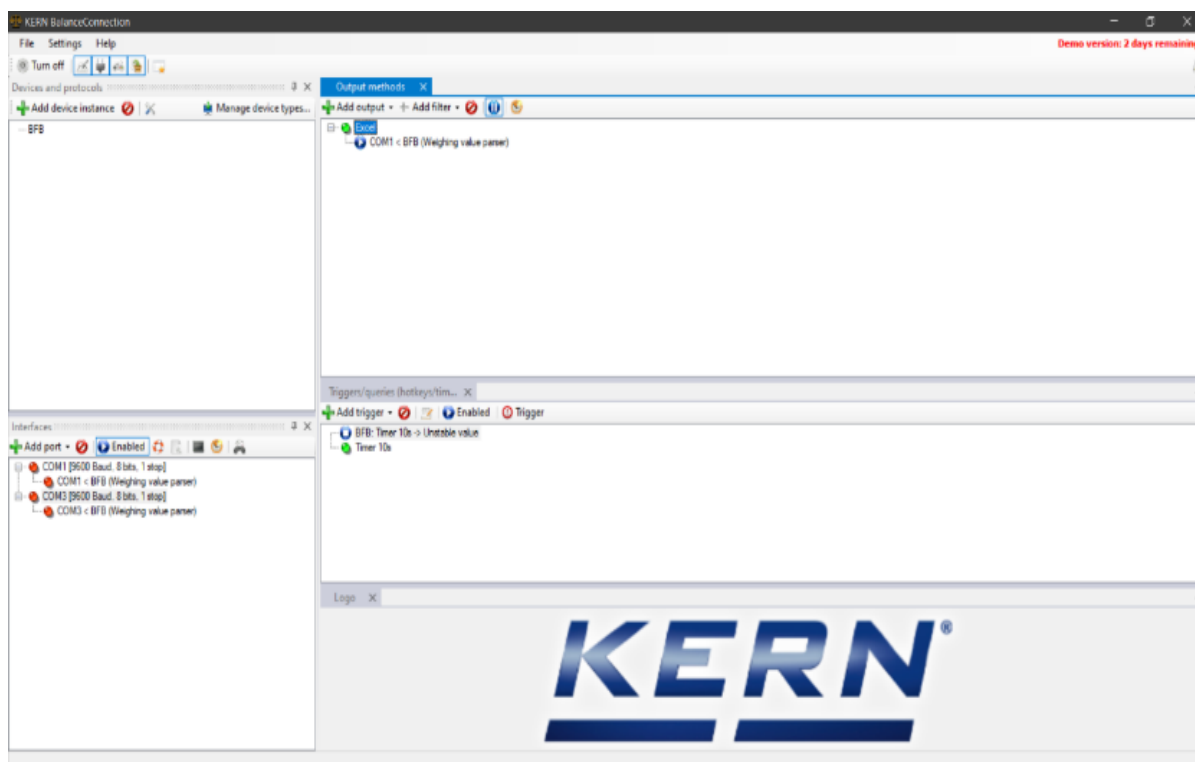 KERN BalanceConnection
File Settings Help
Demo version: 2 days remaining
Turn off
Devices and protocols
Add device instance
Manage device types...
BFB
Output methods
Add output
Add filter
Excel
COM1 < BFB (Weighing value parser)
Triggers/queries (hotkeys/tim...
Add trigger
Enabled
Trigger
BFB: Timer 10s -> Unstable value
Timer 10s
Interfaces
Add port
Enabled
COM1 [9600 Baud, 8 bits, 1 stop]
COM1 < BFB (Weighing value parser)
COM3 [9600 Baud, 8 bits, 1 stop]
COM3 < BFB (Weighing value parser)
Logo
KERN®